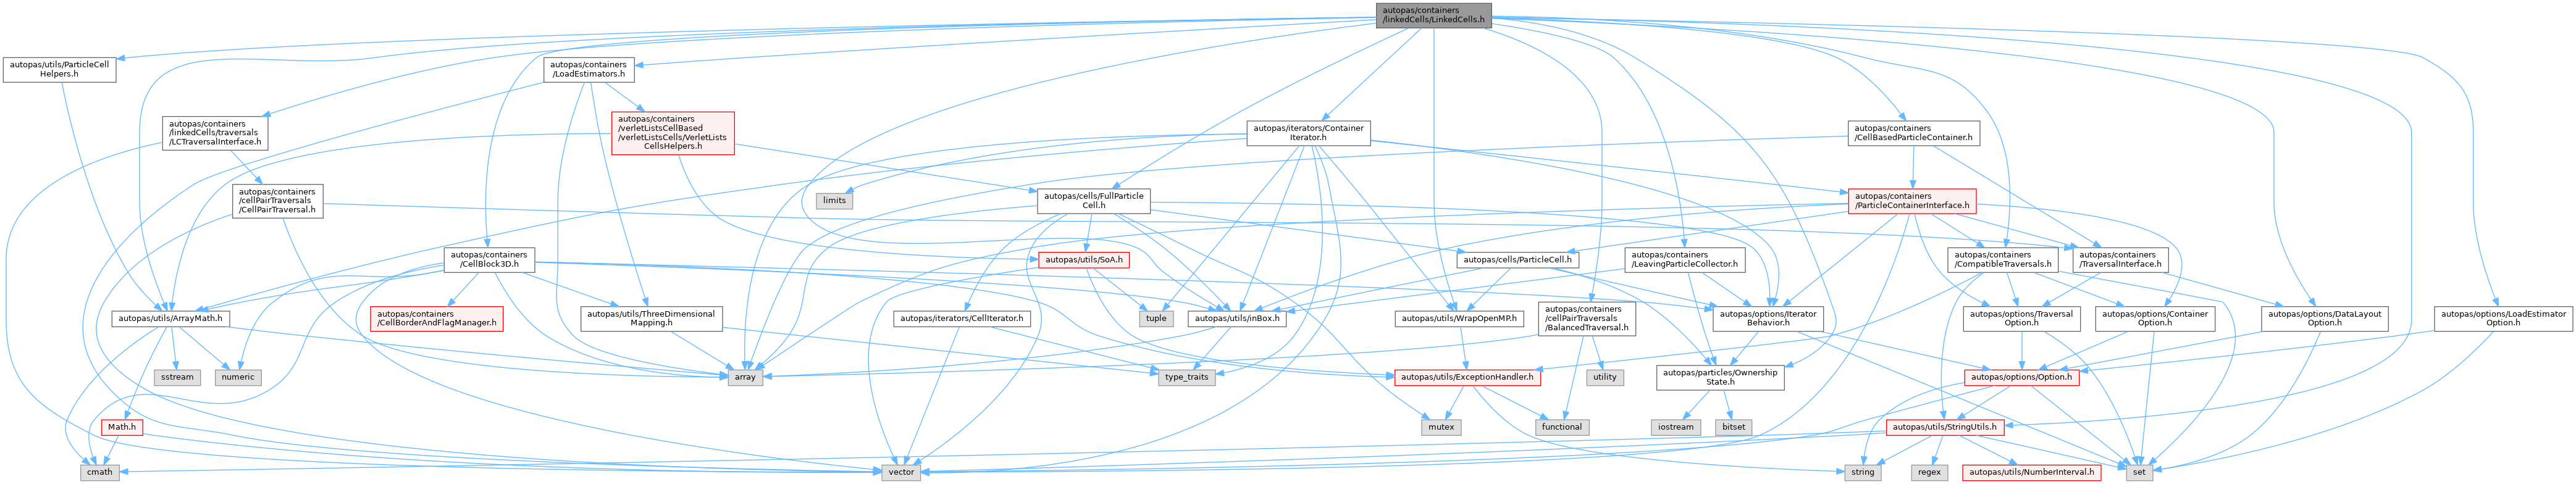 autopas/containers
/linkedCells/LinkedCells.h
autopas/utils/ParticleCell
Helpers.h
autopas/containers
/LoadEstimators.h
autopas/containers
/linkedCells/traversals
/LCTraversalInterface.h
autopas/containers
/verletListsCellBased
/verletListsCells/VerletLists
CellsHelpers.h
autopas/iterators/Container
Iterator.h
autopas/containers
/CellBasedParticleContainer.h
autopas/containers
/cellPairTraversals
/CellPairTraversal.h
limits
autopas/cells/FullParticle
Cell.h
autopas/containers
/ParticleContainerInterface.h
autopas/containers
/CellBlock3D.h
autopas/utils/SoA.h
autopas/cells/ParticleCell.h
autopas/containers
/LeavingParticleCollector.h
autopas/containers
/CompatibleTraversals.h
autopas/containers
/TraversalInterface.h
autopas/utils/ArrayMath.h
autopas/containers
/CellBorderAndFlagManager.h
autopas/utils/ThreeDimensional
Mapping.h
autopas/iterators/CellIterator.h
tuple
autopas/utils/inBox.h
autopas/utils/WrapOpenMP.h
autopas/containers
/cellPairTraversals
/BalancedTraversal.h
autopas/options/Iterator
Behavior.h
autopas/options/Traversal
Option.h
autopas/options/Container
Option.h
autopas/options/DataLayout
Option.h
autopas/options/LoadEstimator
Option.h
sstream
numeric
array
type_traits
autopas/utils/ExceptionHandler.h
utility
autopas/particles/Ownership
State.h
autopas/options/Option.h
Math.h
mutex
functional
iostream
bitset
autopas/utils/StringUtils.h
cmath
vector
string
regex
autopas/utils/NumberInterval.h
set